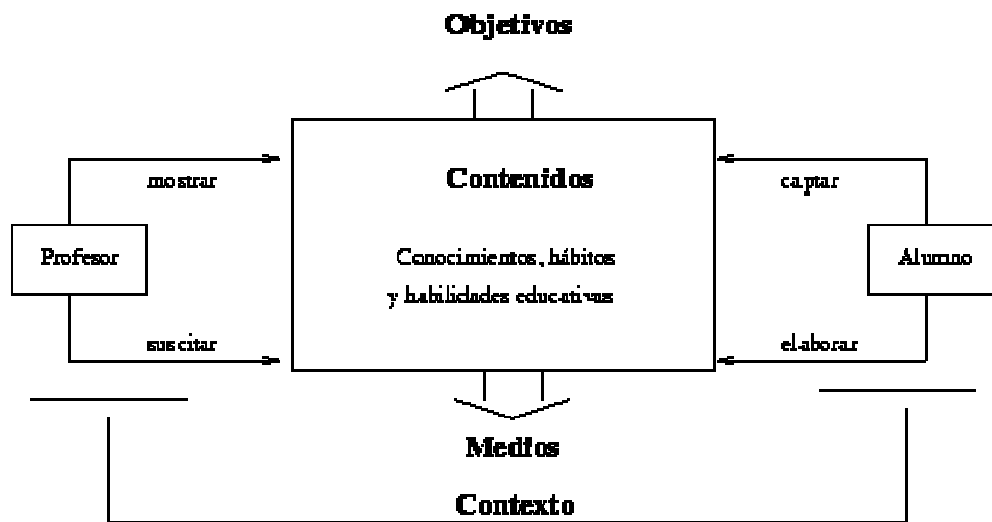 Objetivos
mostrar
Contenidos
captar
Profesor
Conocimientos, hábitos
y habilidades educativas
Alumno
suscitar
elaborar
Medios
Contexto